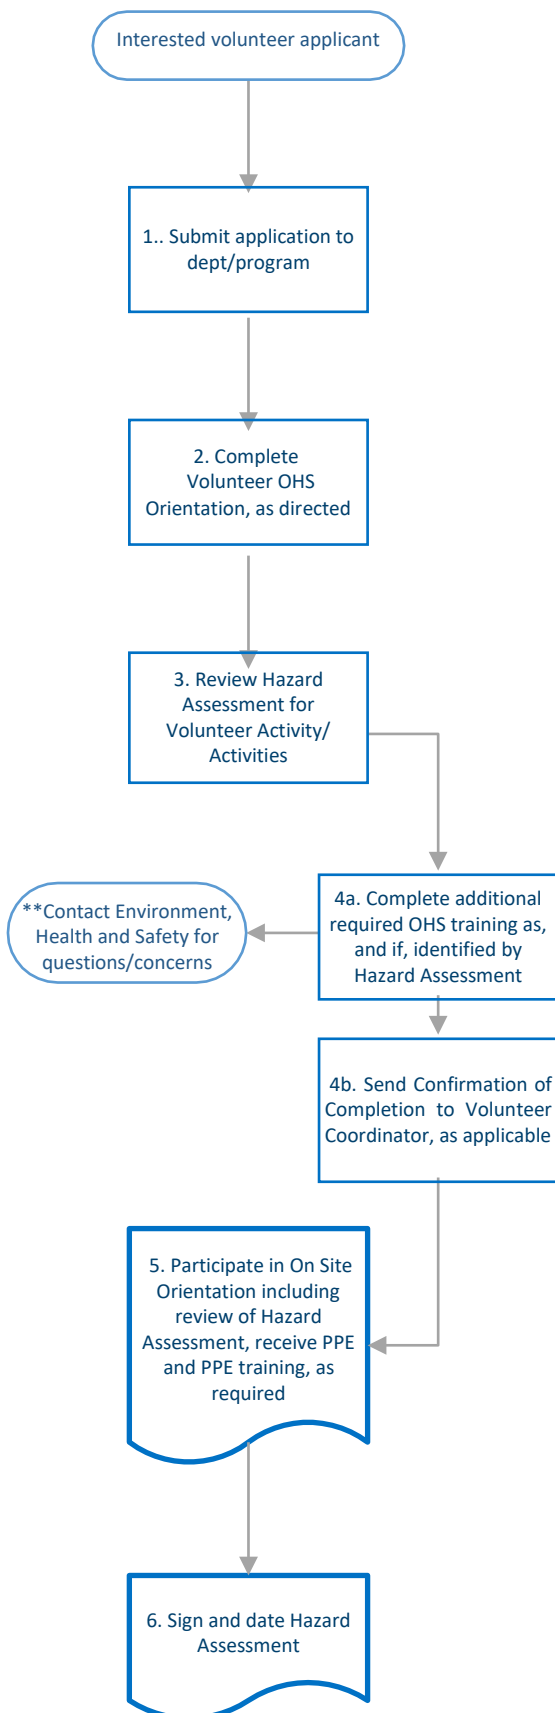 Interested volunteer applicant
1.. Submit application to
dept/program
2. Complete
Volunteer OHS
Orientation, as directed
3. Review Hazard
Assessment for
Volunteer Activity/
Activities
4a. Complete additional
required OHS training as,
and if, identified by
Hazard Assessment
**Contact Environment,
Health and Safety for
questions/concerns
4b. Send Confirmation of
Completion to Volunteer
Coordinator, as applicable
5. Participate in On Site
Orientation including
review of Hazard
Assessment, receive PPE
and PPE training, as
required
6. Sign and date Hazard
Assessment